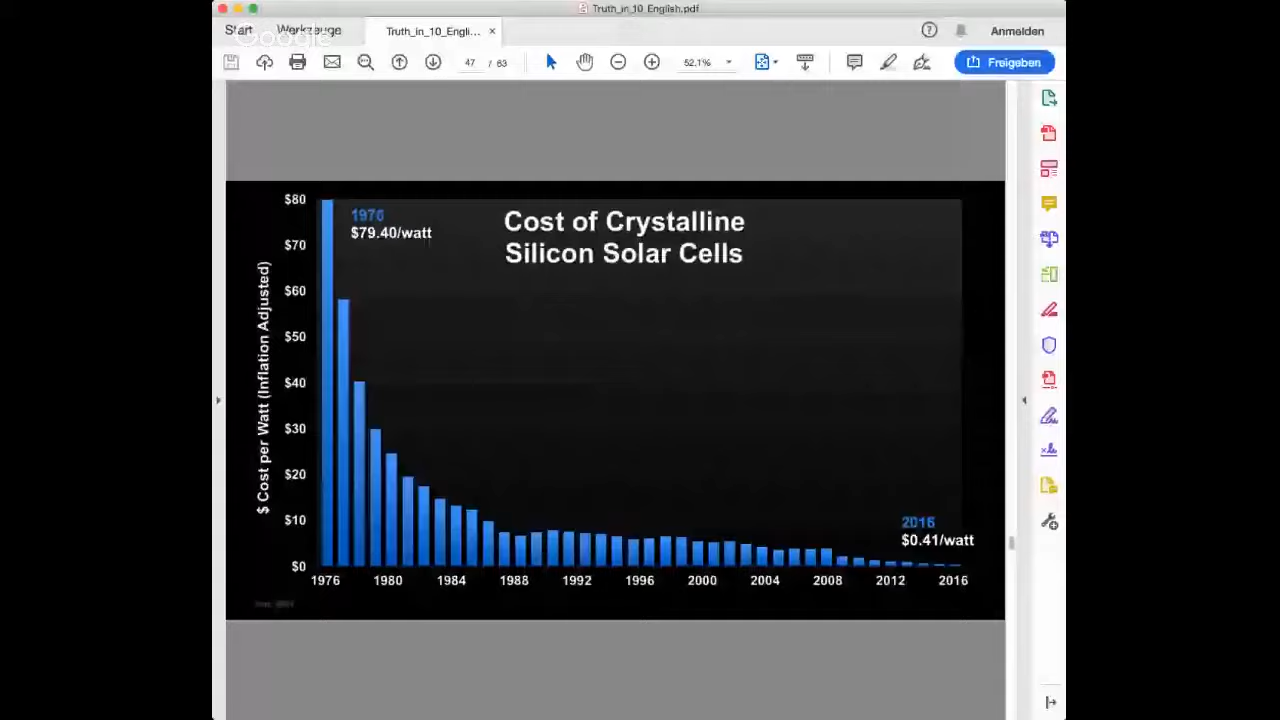 Truth_in_10_English.pdf
Start
Werkzeuge
Truth_in_10_Engli...
×
Anmelden
Google
47 / 63
52,1%
Freigeben
Cost of Crystalline
Silicon Solar Cells
1976
$79.40/watt
$ Cost per Watt (Inflation Adjusted)
$80
$70
$60
$50
$40
$30
$20
$10
$0
2016
$0.41/watt
1976 1980 1984 1988 1992 1996 2000 2004 2008 2012 2016